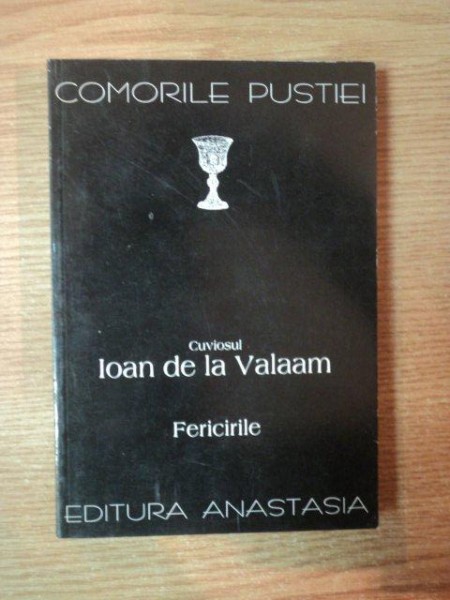 COMORILE PUSTIEI
Cuviosul
Ioan de la Valaam
Fericirile
EDITURA ANASTASIA